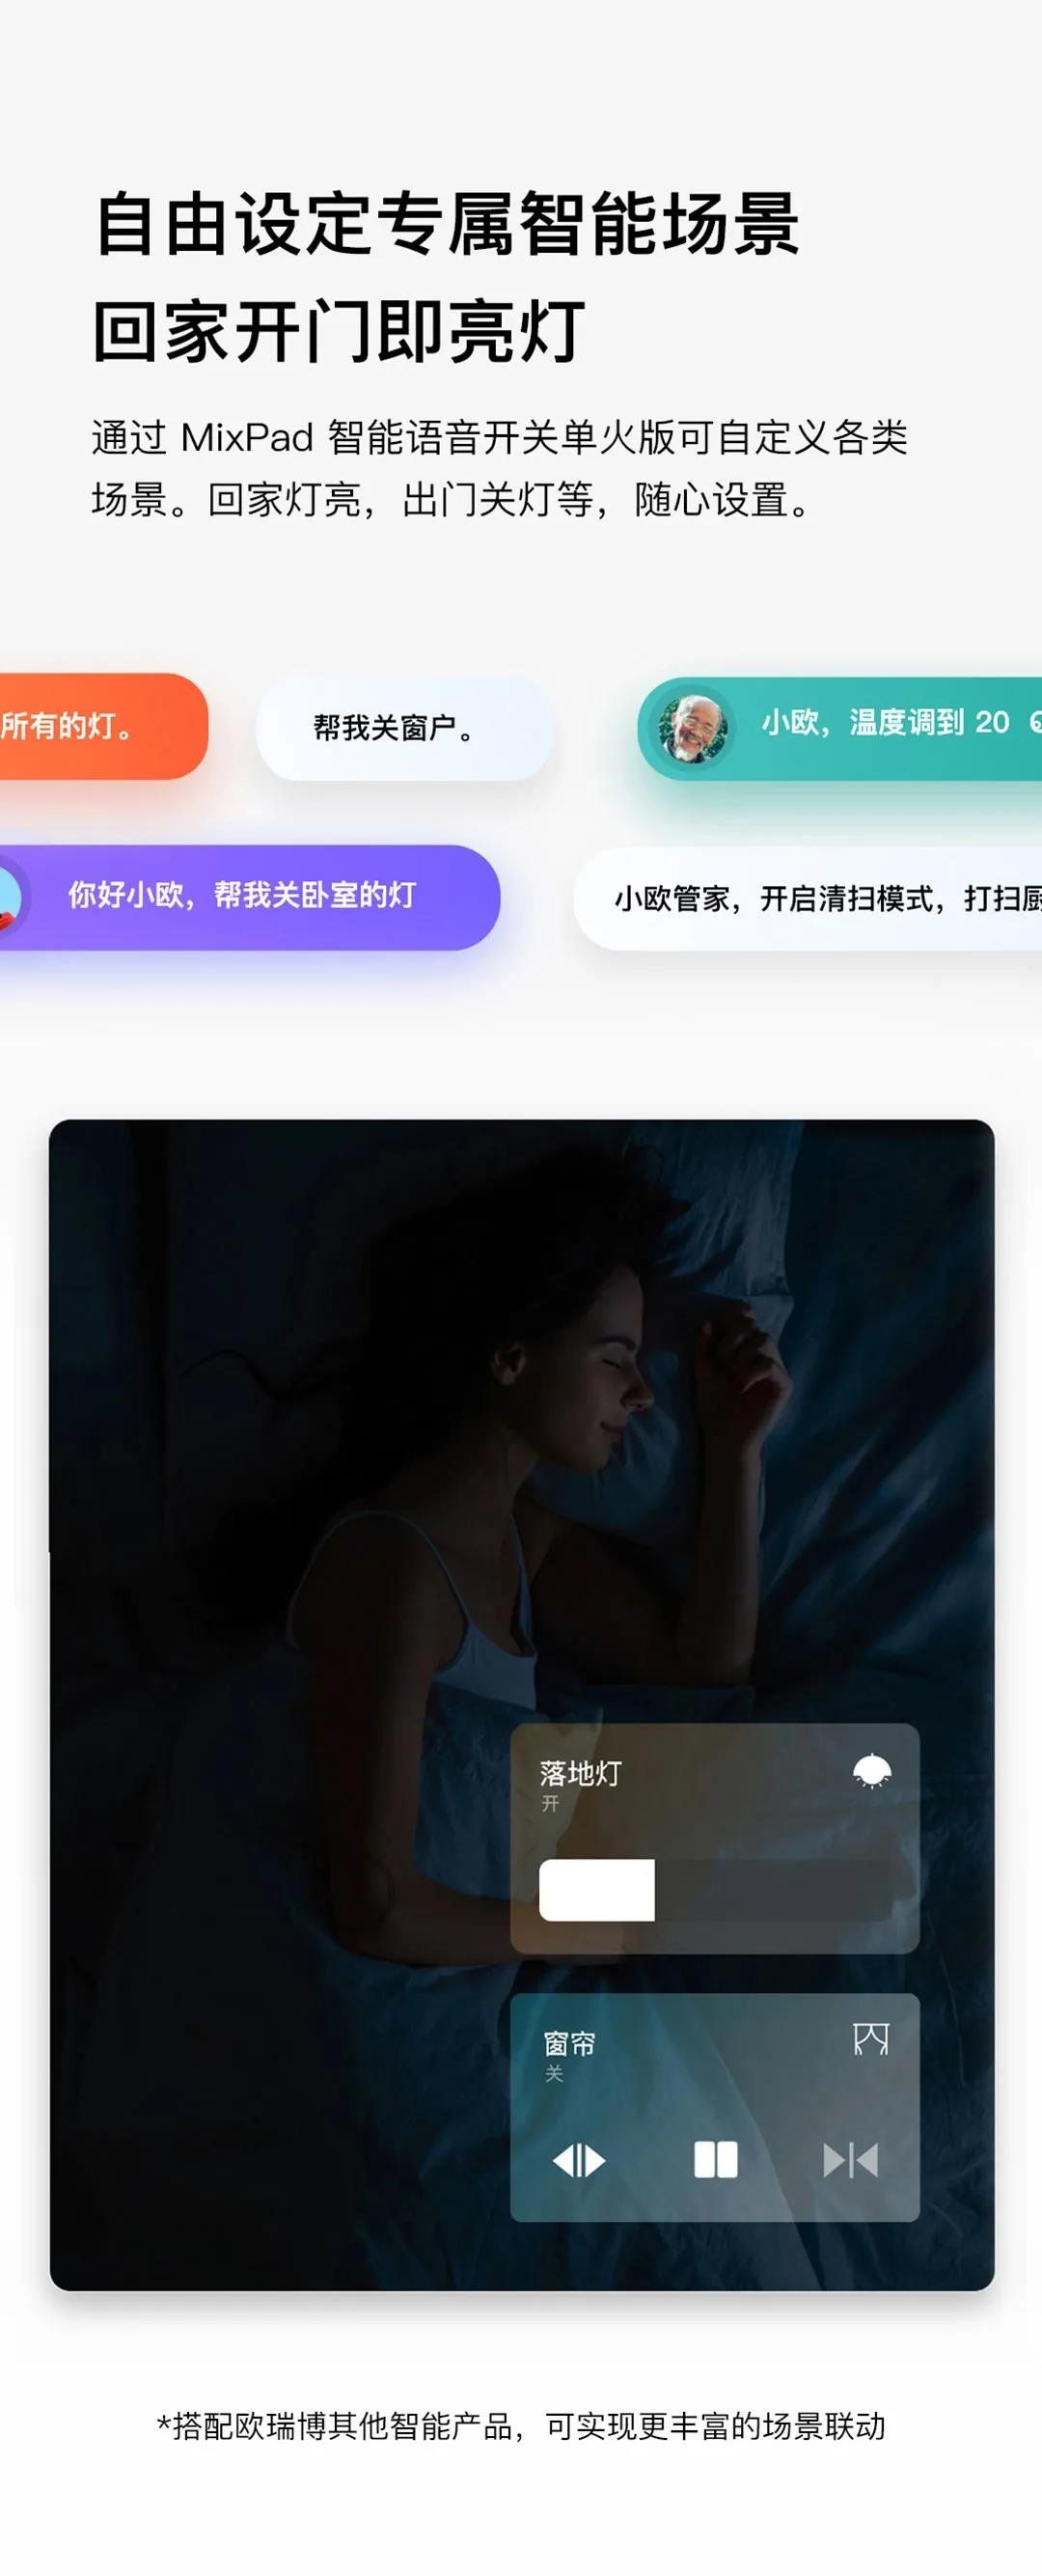 自由设定专属智能场景
回家开门即亮灯
通过 MixPad 智能语音开关单火版可自定义各类
场景。回家灯亮，出门关灯等，随心设置。
所有的灯。
帮我关窗户。
小欧，温度调到 20
你好小欧，帮我关卧室的灯
小欧管家，开启清扫模式，打扫厨
落地灯
开
窗帘
关
*搭配欧瑞博其他智能产品，可实现更丰富的场景联动